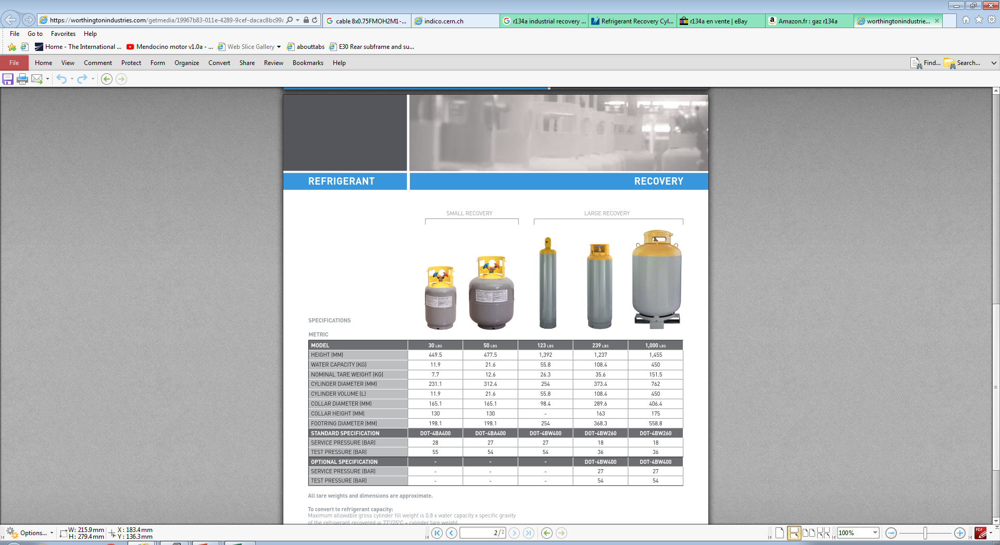 https://worthingtonindustries.com/getmedia/19967b83-011e-4289-9cef-dacac8bc99a
cable 8x0.75FMOH2M1-...
indico.cern.ch
r134a industrial recovery ...
Refrigerant Recovery Cyl...
r134a en vente | eBay
Amazon.fr : gaz r134a
worthingtonindustrie...
File Go to Favorites Help
Home - The International ... Mendocino motor v1.0a - ... Web Slice Gallery abouttabs E30 Rear subframe and su...
File Home View Comment Protect Form Organize Convert Share Review Bookmarks Help Find... Search...
REFRIGERANT RECOVERY
SMALL RECOVERY LARGE RECOVERY
SPECIFICATIONS
METRIC
MODEL 30 LBS 50 LBS 123 LBS 239 LBS 1,000 LBS
HEIGHT (MM) 449.5 477.5 1,392 1,237 1,455
WATER CAPACITY (KG) 11.9 21.6 55.8 108.4 450
NOMINAL TARE WEIGHT (KG) 7.7 12.6 26.3 35.6 151.5
CYLINDER DIAMETER (MM) 231.1 312.4 254 373.4 762
CYLINDER VOLUME (L) 11.9 21.6 55.8 108.4 450
COLLAR DIAMETER (MM) 165.1 165.1 98.4 289.6 406.4
COLLAR HEIGHT (MM) 130 130 - 163 175
FOOTRING DIAMETER (MM) 198.1 198.1 254 368.3 558.8
STANDARD SPECIFICATION DOT-4BA400 DOT-4BA400 DOT-4BW400 DOT-4BW260 DOT-4BW260
SERVICE PRESSURE (BAR) 28 27 27 18 18
TEST PRESSURE (BAR) 55 54 54 36 36
OPTIONAL SPECIFICATION - - - DOT-4BW400 DOT-4BW400
SERVICE PRESSURE (BAR) - - - 27 27
TEST PRESSURE (BAR) - - - 54 54
All tare weights and dimensions are approximate.
To convert to refrigerant capacity:
Maximum allowable gross cylinder fill weight is 0.8 x water capacity x specific gravity
of the refrigerant recovered @ 77°/25°C + cylinder tare weight
Options... W: 215.9 mm X : 183.4 mm
H : 279.4 mm Y : 136.3 mm
2 / 2
100%
PDF